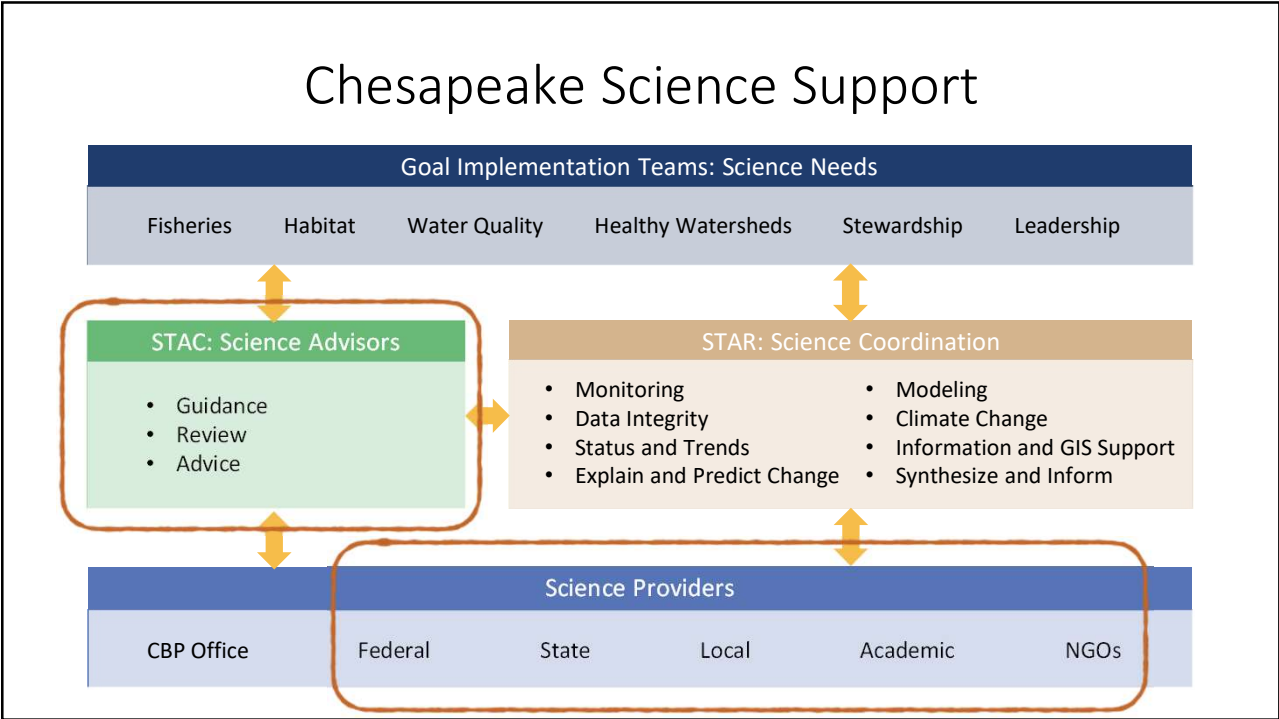 Chesapeake Science Support
Goal Implementation Teams: Science Needs
Fisheries Habitat Water Quality Healthy Watersheds Stewardship Leadership
STAC: Science Advisors
• Guidance
• Review
• Advice
STAR: Science Coordination
• Monitoring
• Data Integrity
• Status and Trends
• Explain and Predict Change
• Modeling
• Climate Change
• Information and GIS Support
• Synthesize and Inform
Science Providers
CBP Office Federal State Local Academic NGOs